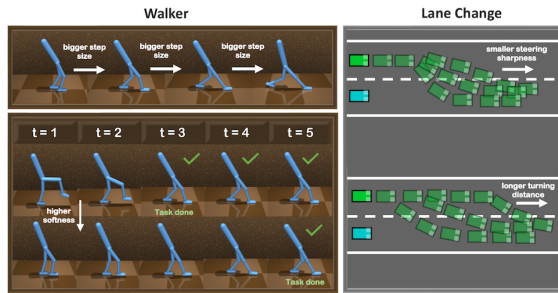 Walker
Lane Change
bigger step
size
bigger step
size
bigger step
size
smaller steering
sharpness
t = 1
t = 2
t = 3
t = 4
t = 5
Task done
higher
softness
Task done
longer turning
distance